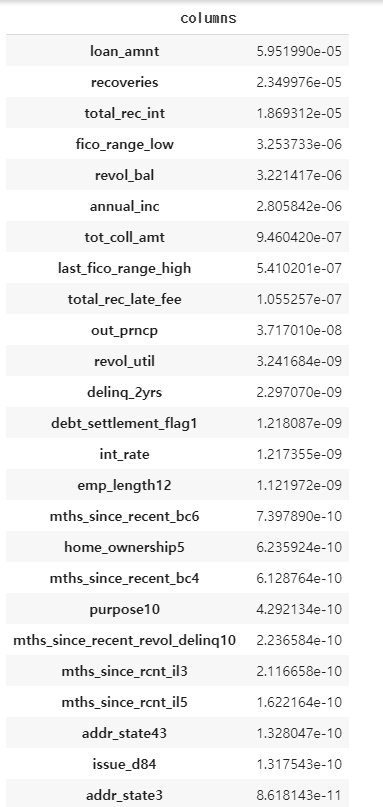 columns
loan_amnt 5.951990e-05
recoveries 2.349976e-05
total_rec_int 1.869312e-05
fico_range_low 3.253733e-06
revol_bal 3.221417e-06
annual_inc 2.805842e-06
tot_coll_amt 9.460420e-07
last_fico_range_high 5.410201e-07
total_rec_late_fee 1.055257e-07
out_prncp 3.717010e-08
revol_util 3.241684e-09
delinq_2yrs 2.297070e-09
debt_settlement_flag1 1.218087e-09
int_rate 1.217355e-09
emp_length12 1.121972e-09
mths_since_recent_bc6 7.397890e-10
home_ownership5 6.235924e-10
mths_since_recent_bc4 6.128764e-10
purpose10 4.292134e-10
mths_since_recent_revol_delinq10 2.236584e-10
mths_since_rcnt_il3 2.116658e-10
mths_since_rcnt_il5 1.622164e-10
addr_state43 1.328047e-10
issue_d84 1.317543e-10
addr_state3 8.618143e-11